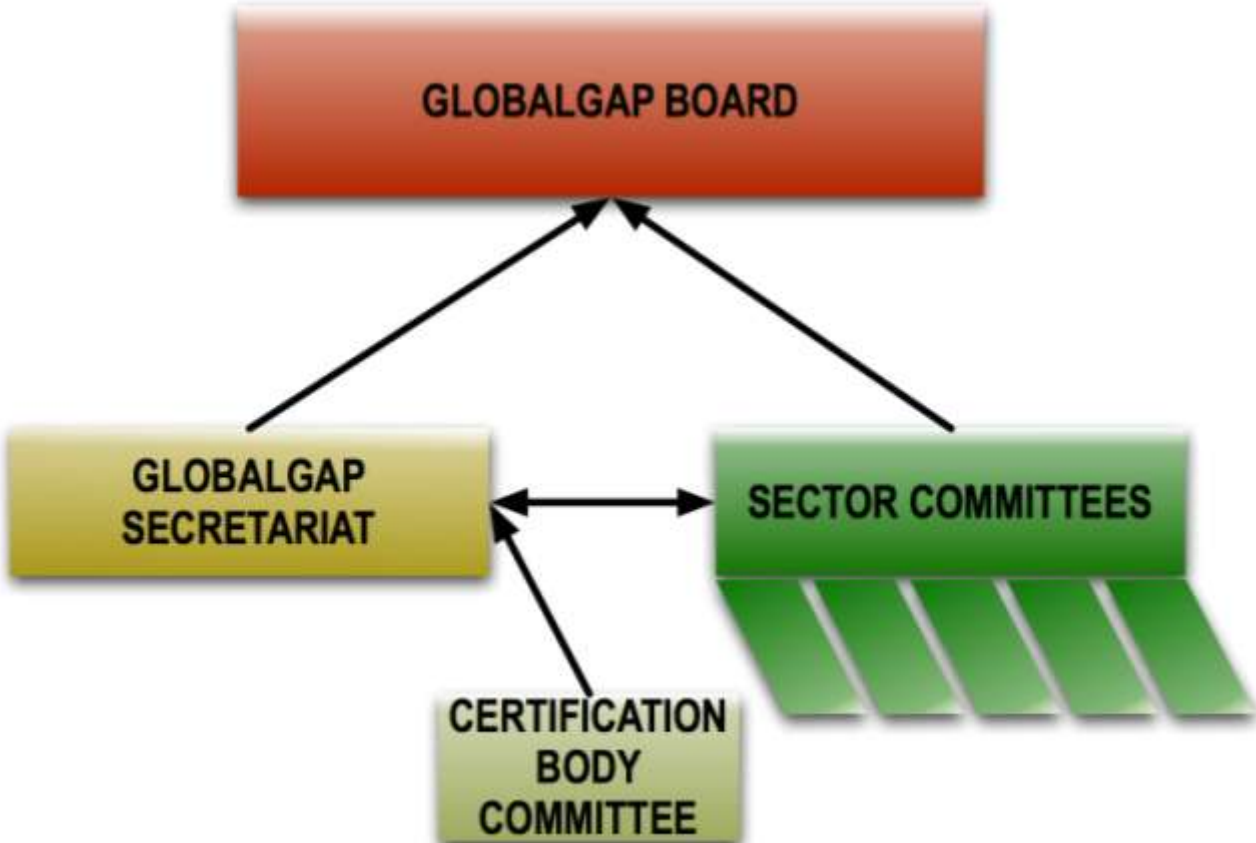 GLOBALGAP BOARD
GLOBALGAP
SECRETARIAT
SECTOR COMMITTEES
CERTIFICATION
BODY
COMMITTEE